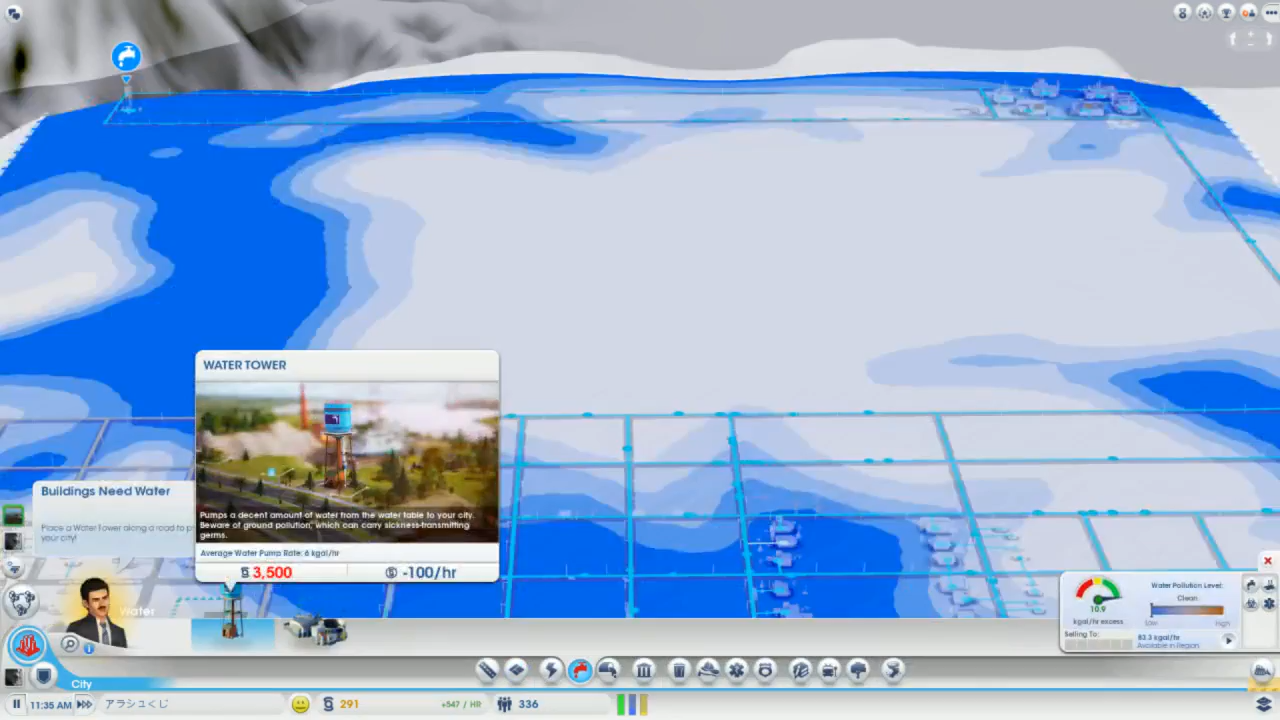 WATER TOWER
Pumps a decent amount of water from the water table to your city.
Beware of ground pollution, which can carry sickness-transmitting
germs.
Average Water Pump Rate: 6 kgal/hr
3,500
-100/hr
Buildings Need Water
Place a Water Tower along a road to p
your city!
Water
Water Pollution Level:
Clean.
Low
High
10.9
kgal/hr excess
Selling To:
83.3 kgal/hr
Available in Region
City
11:35 AM
アラシュくじ
291
+547 / HR
336